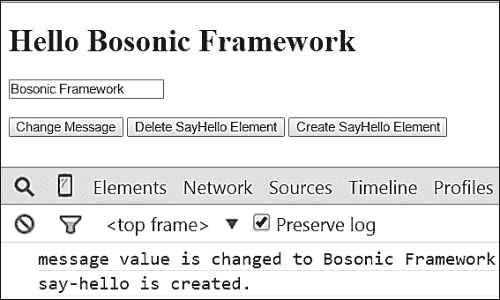 Hello Bosonic Framework
Bosonic Framework
Change Message Delete SayHello Element Create SayHello Element
Elements Network Sources Timeline Profiles
<top frame> ▼ Preserve log
message value is changed to Bosonic Framework
say-hello is created.